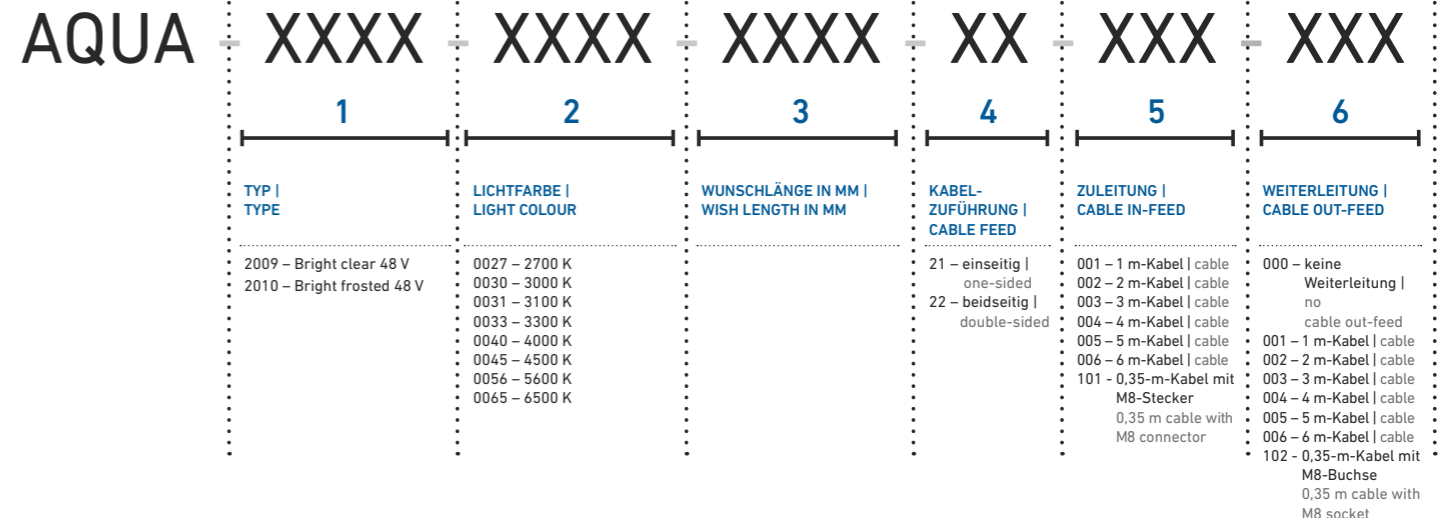 AQUA - XXXX - XXXX - XXXX - XX - XXX - XXX
1
2
3
4
5
6
TYP |
TYPE
2009 – Bright clear 48 V
2010 – Bright frosted 48 V
LICHTFARBE |
LIGHT COLOUR
0027 – 2700 K
0030 – 3000 K
0031 – 3100 K
0033 – 3300 K
0040 – 4000 K
0045 – 4500 K
0056 – 5600 K
0065 – 6500 K
WUNSCHLÄNGE IN MM |
WISH LENGTH IN MM
KABEL-
ZUFÜHRUNG |
CABLE FEED
21 – einseitig |
one-sided
22 – beidseitig |
double-sided
ZULEITUNG |
CABLE IN-FEED
001 – 1 m-Kabel | cable
002 – 2 m-Kabel | cable
003 – 3 m-Kabel | cable
004 – 4 m-Kabel | cable
005 – 5 m-Kabel | cable
006 – 6 m-Kabel | cable
101 - 0,35-m-Kabel mit
M8-Stecker
0,35 m cable with
M8 connector
WEITERLEITUNG |
CABLE OUT-FEED
000 – keine
Weiterleitung |
no
cable out-feed
001 – 1 m-Kabel | cable
002 – 2 m-Kabel | cable
003 – 3 m-Kabel | cable
004 – 4 m-Kabel | cable
005 – 5 m-Kabel | cable
006 – 6 m-Kabel | cable
102 - 0,35-m-Kabel mit
M8-Buchse
0,35 m cable with
M8 socket